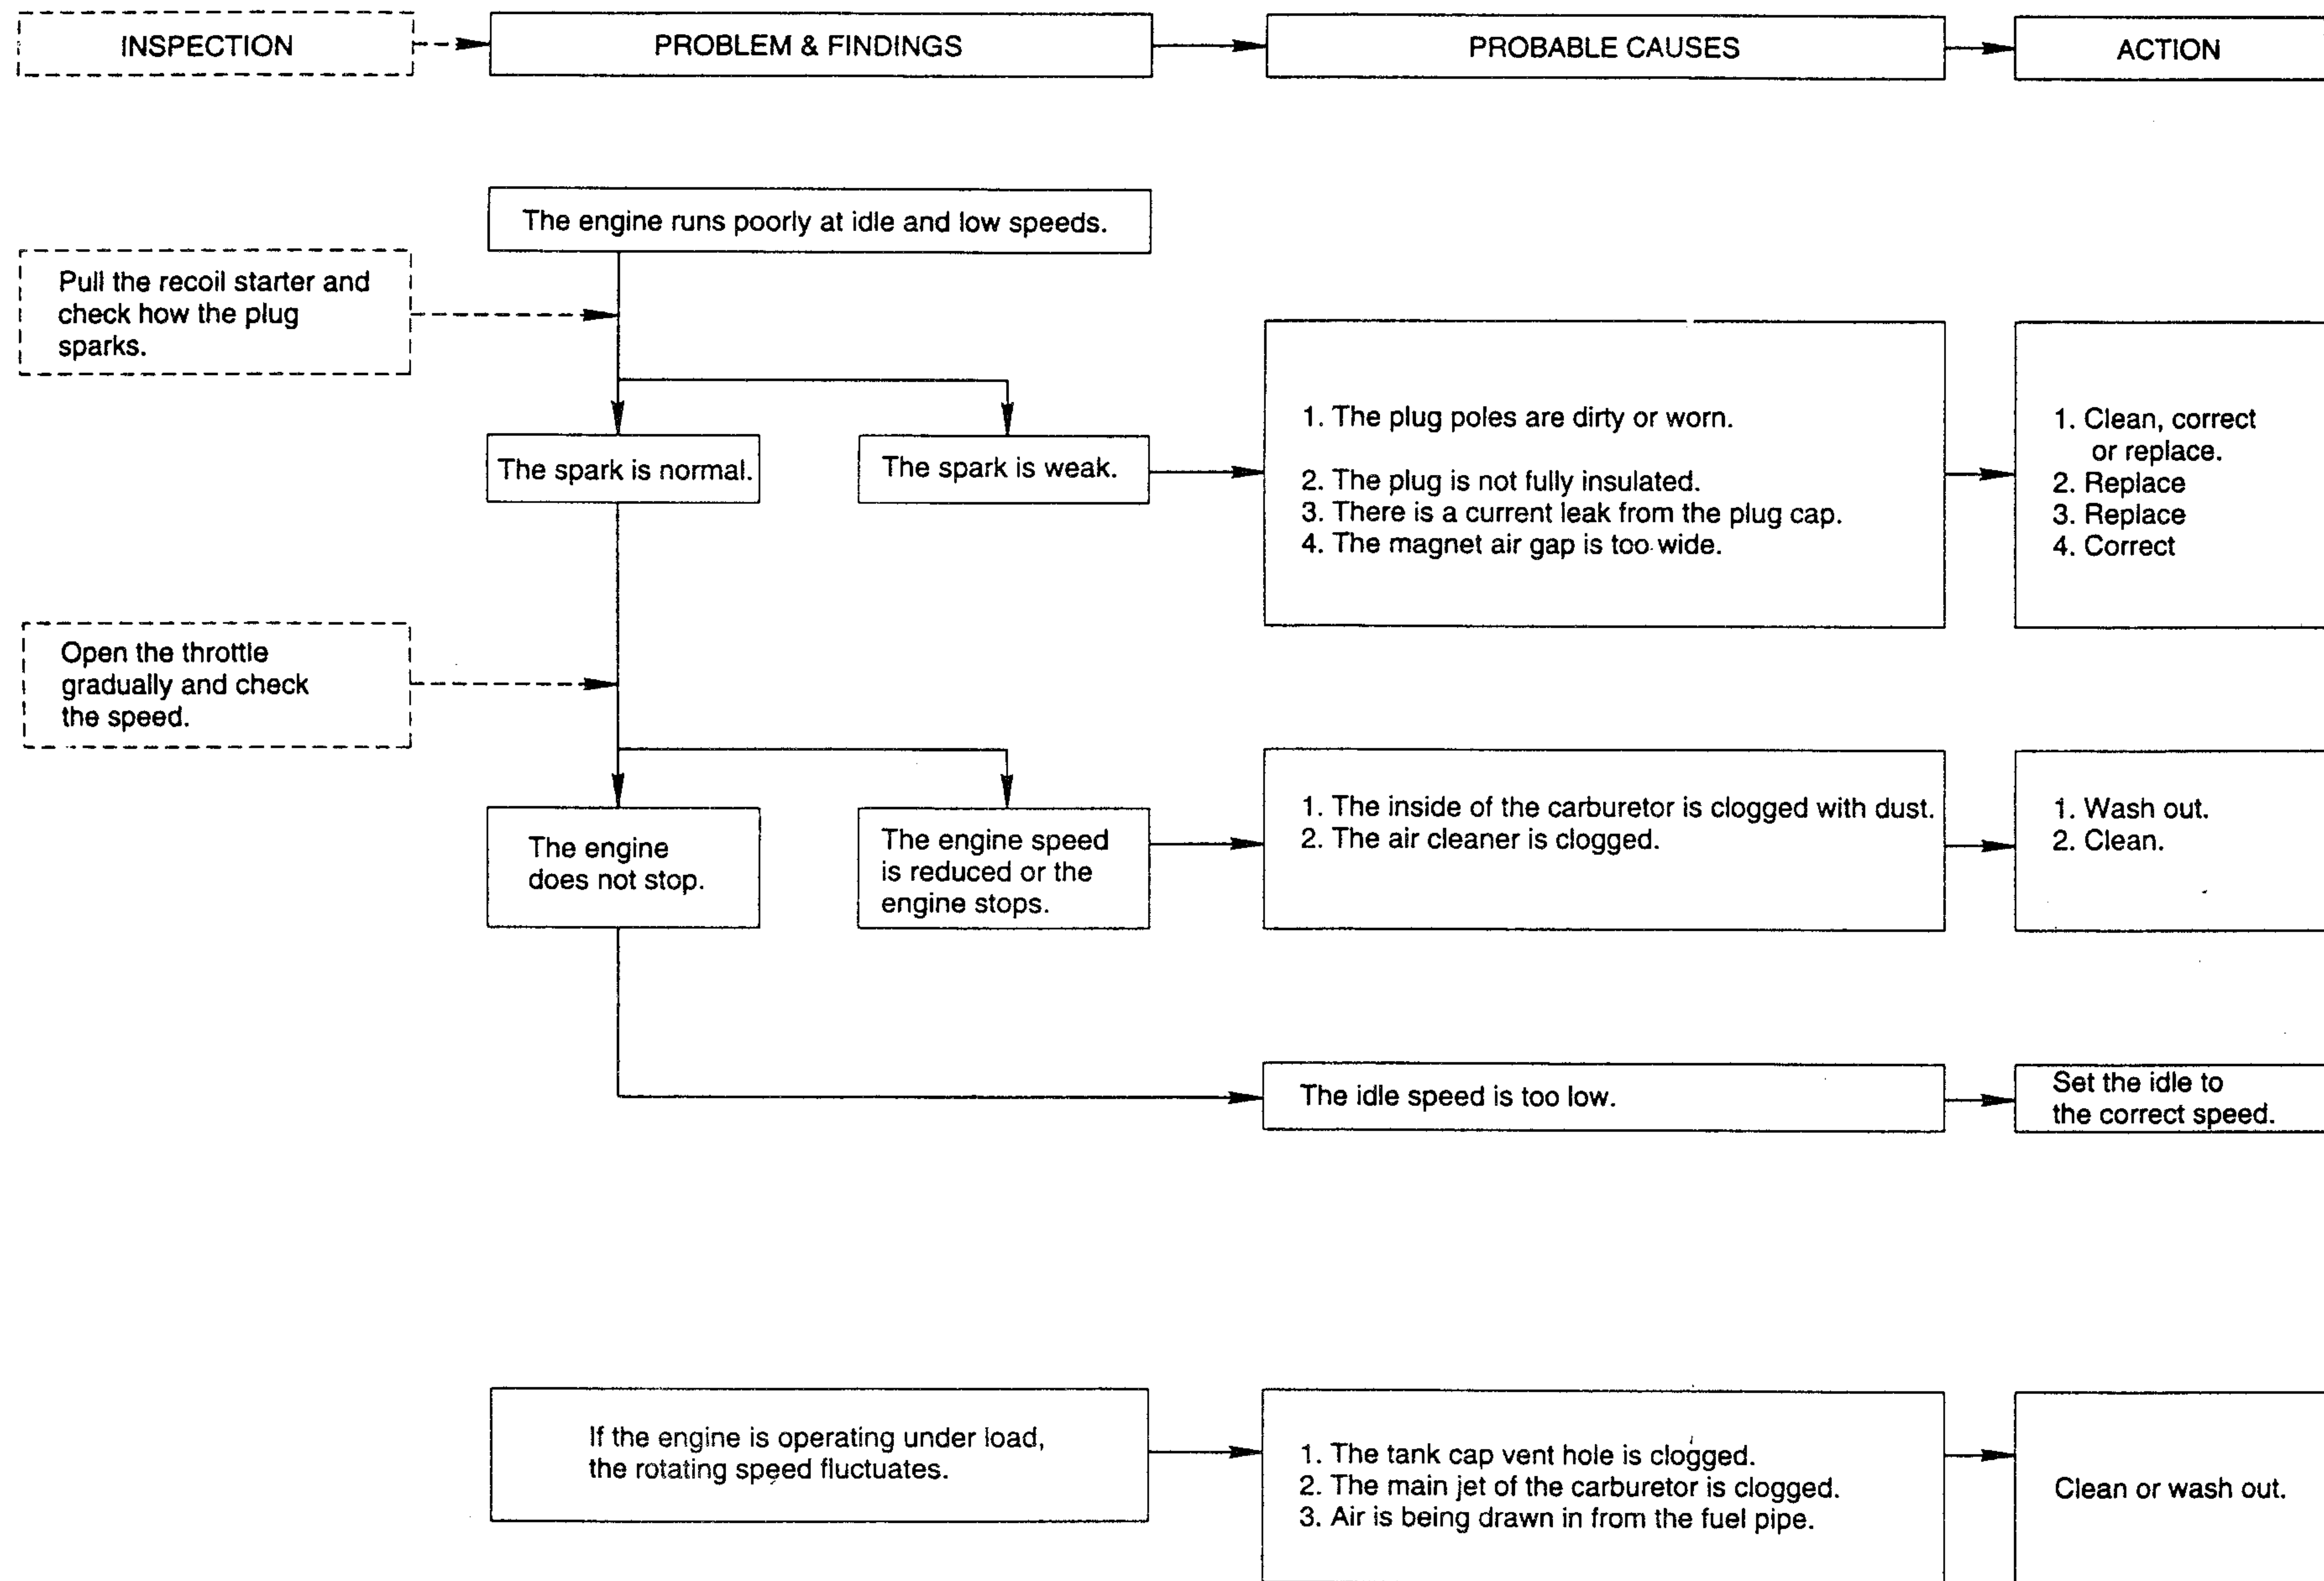 INSPECTION
PROBLEM & FINDINGS
PROBABLE CAUSES
ACTION
The engine runs poorly at idle and low speeds.
Pull the recoil starter and
check how the plug
sparks.
The spark is normal.
The spark is weak.
1. The plug poles are dirty or worn.
2. The plug is not fully insulated.
3. There is a current leak from the plug cap.
4. The magnet air gap is too wide.
1. Clean, correct
or replace.
2. Replace
3. Replace
4. Correct
Open the throttle
gradually and check
the speed.
The engine
does not stop.
The engine speed
is reduced or the
engine stops.
1. The inside of the carburetor is clogged with dust.
2. The air cleaner is clogged.
1. Wash out.
2. Clean.
The idle speed is too low.
Set the idle to
the correct speed.
If the engine is operating under load,
the rotating speed fluctuates.
1. The tank cap vent hole is clogged.
2. The main jet of the carburetor is clogged.
3. Air is being drawn in from the fuel pipe.
Clean or wash out.